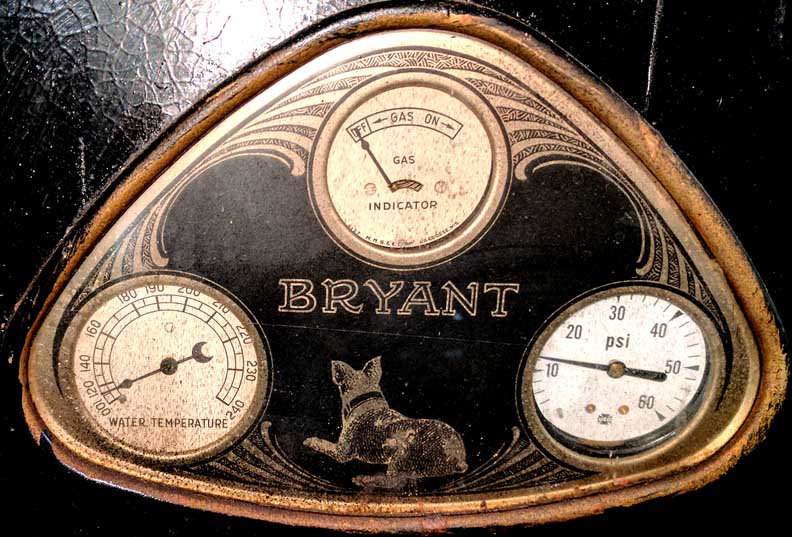 OFF ← GAS ON →
GAS
INDICATOR
BRYANT
100 120 140 160 180 190 200 210 220 230 240
WATER TEMPERATURE
10 20 30 40 50 60
psi